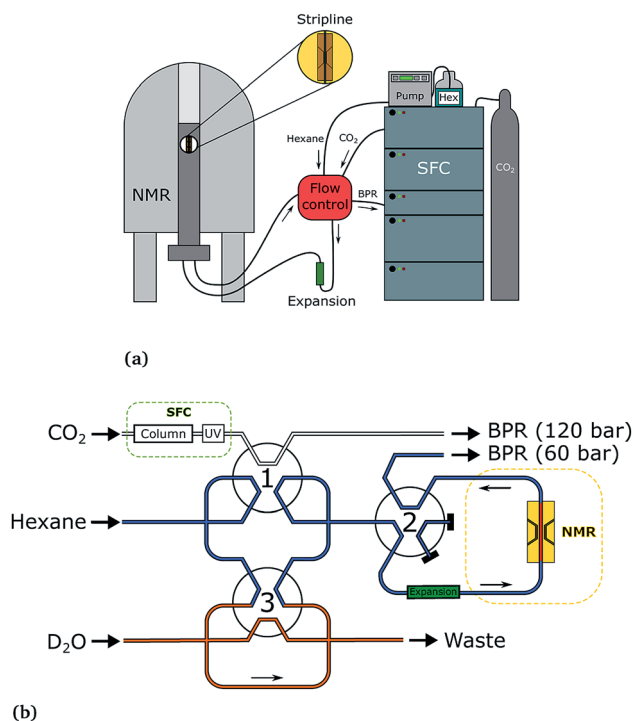 Stripline
Pump
Hex
Hexane
CO₂
SFC
CO₂
NMR
Flow
control
BPR
Expansion
(a)
SFC
CO₂
Column
UV
BPR (120 bar)
BPR (60 bar)
1
Hexane
2
NMR
Expansion
3
D₂O
Waste
(b)